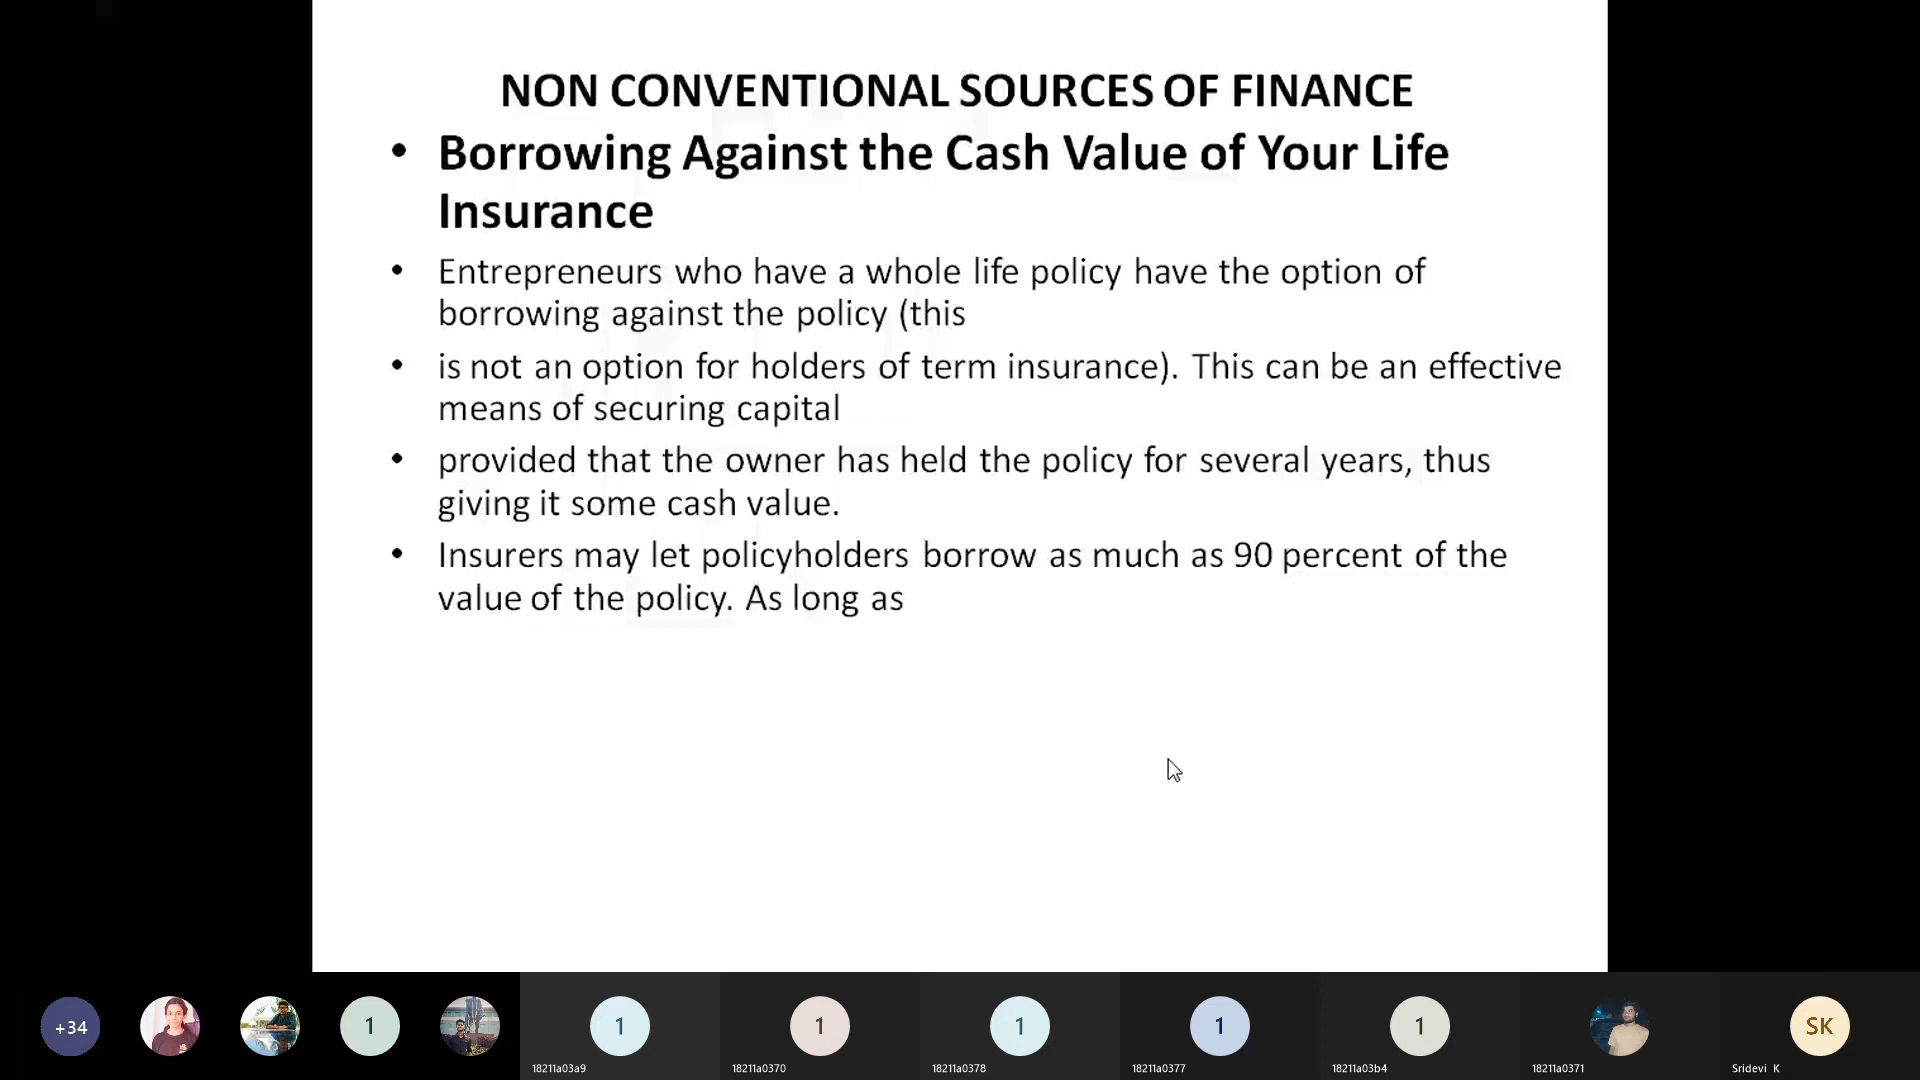 NON CONVENTIONAL SOURCES OF FINANCE
• Borrowing Against the Cash Value of Your Life
Insurance
• Entrepreneurs who have a whole life policy have the option of
borrowing against the policy (this
• is not an option for holders of term insurance). This can be an effective
means of securing capital
• provided that the owner has held the policy for several years, thus
giving it some cash value.
• Insurers may let policyholders borrow as much as 90 percent of the
value of the policy. As long as
+34
1
1
1
1
1
1
SK
18211a03a9
18211a0370
18211a0378
18211a0377
18211a03b4
18211a0371
Sridevi K